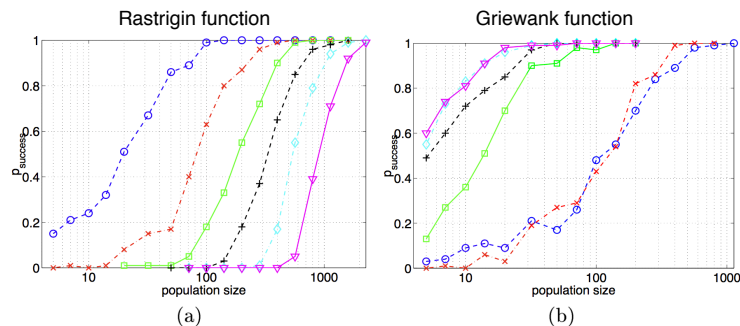 Rastrigin function
1
0.8
0.6
0.4
0.2
0
p_success
10
100
1000
population size
(a)
Griewank function
1
0.8
0.6
0.4
0.2
0
p_success
10
100
1000
population size
(b)